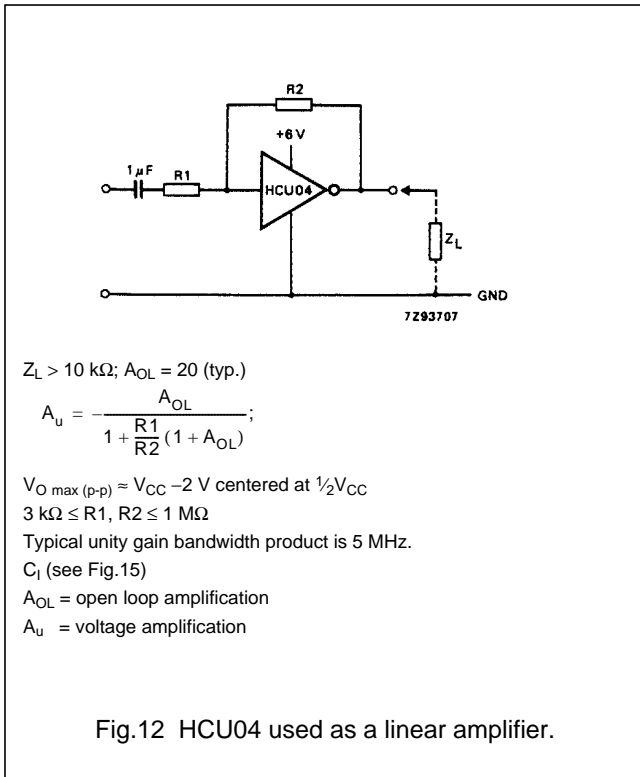 R2
+6 V
1 μF
R1
HCU04
Z_L
GND
7Z93707
Z_L > 10 kΩ; A_OL = 20 (typ.)
A_u = − A_OL / (1 + R1/R2 (1 + A_OL));
V_O max (p-p) ≈ V_CC −2 V centered at ½V_CC
3 kΩ ≤ R1, R2 ≤ 1 MΩ
Typical unity gain bandwidth product is 5 MHz.
C_I (see Fig.15)
A_OL = open loop amplification
A_u = voltage amplification
Fig.12 HCU04 used as a linear amplifier.